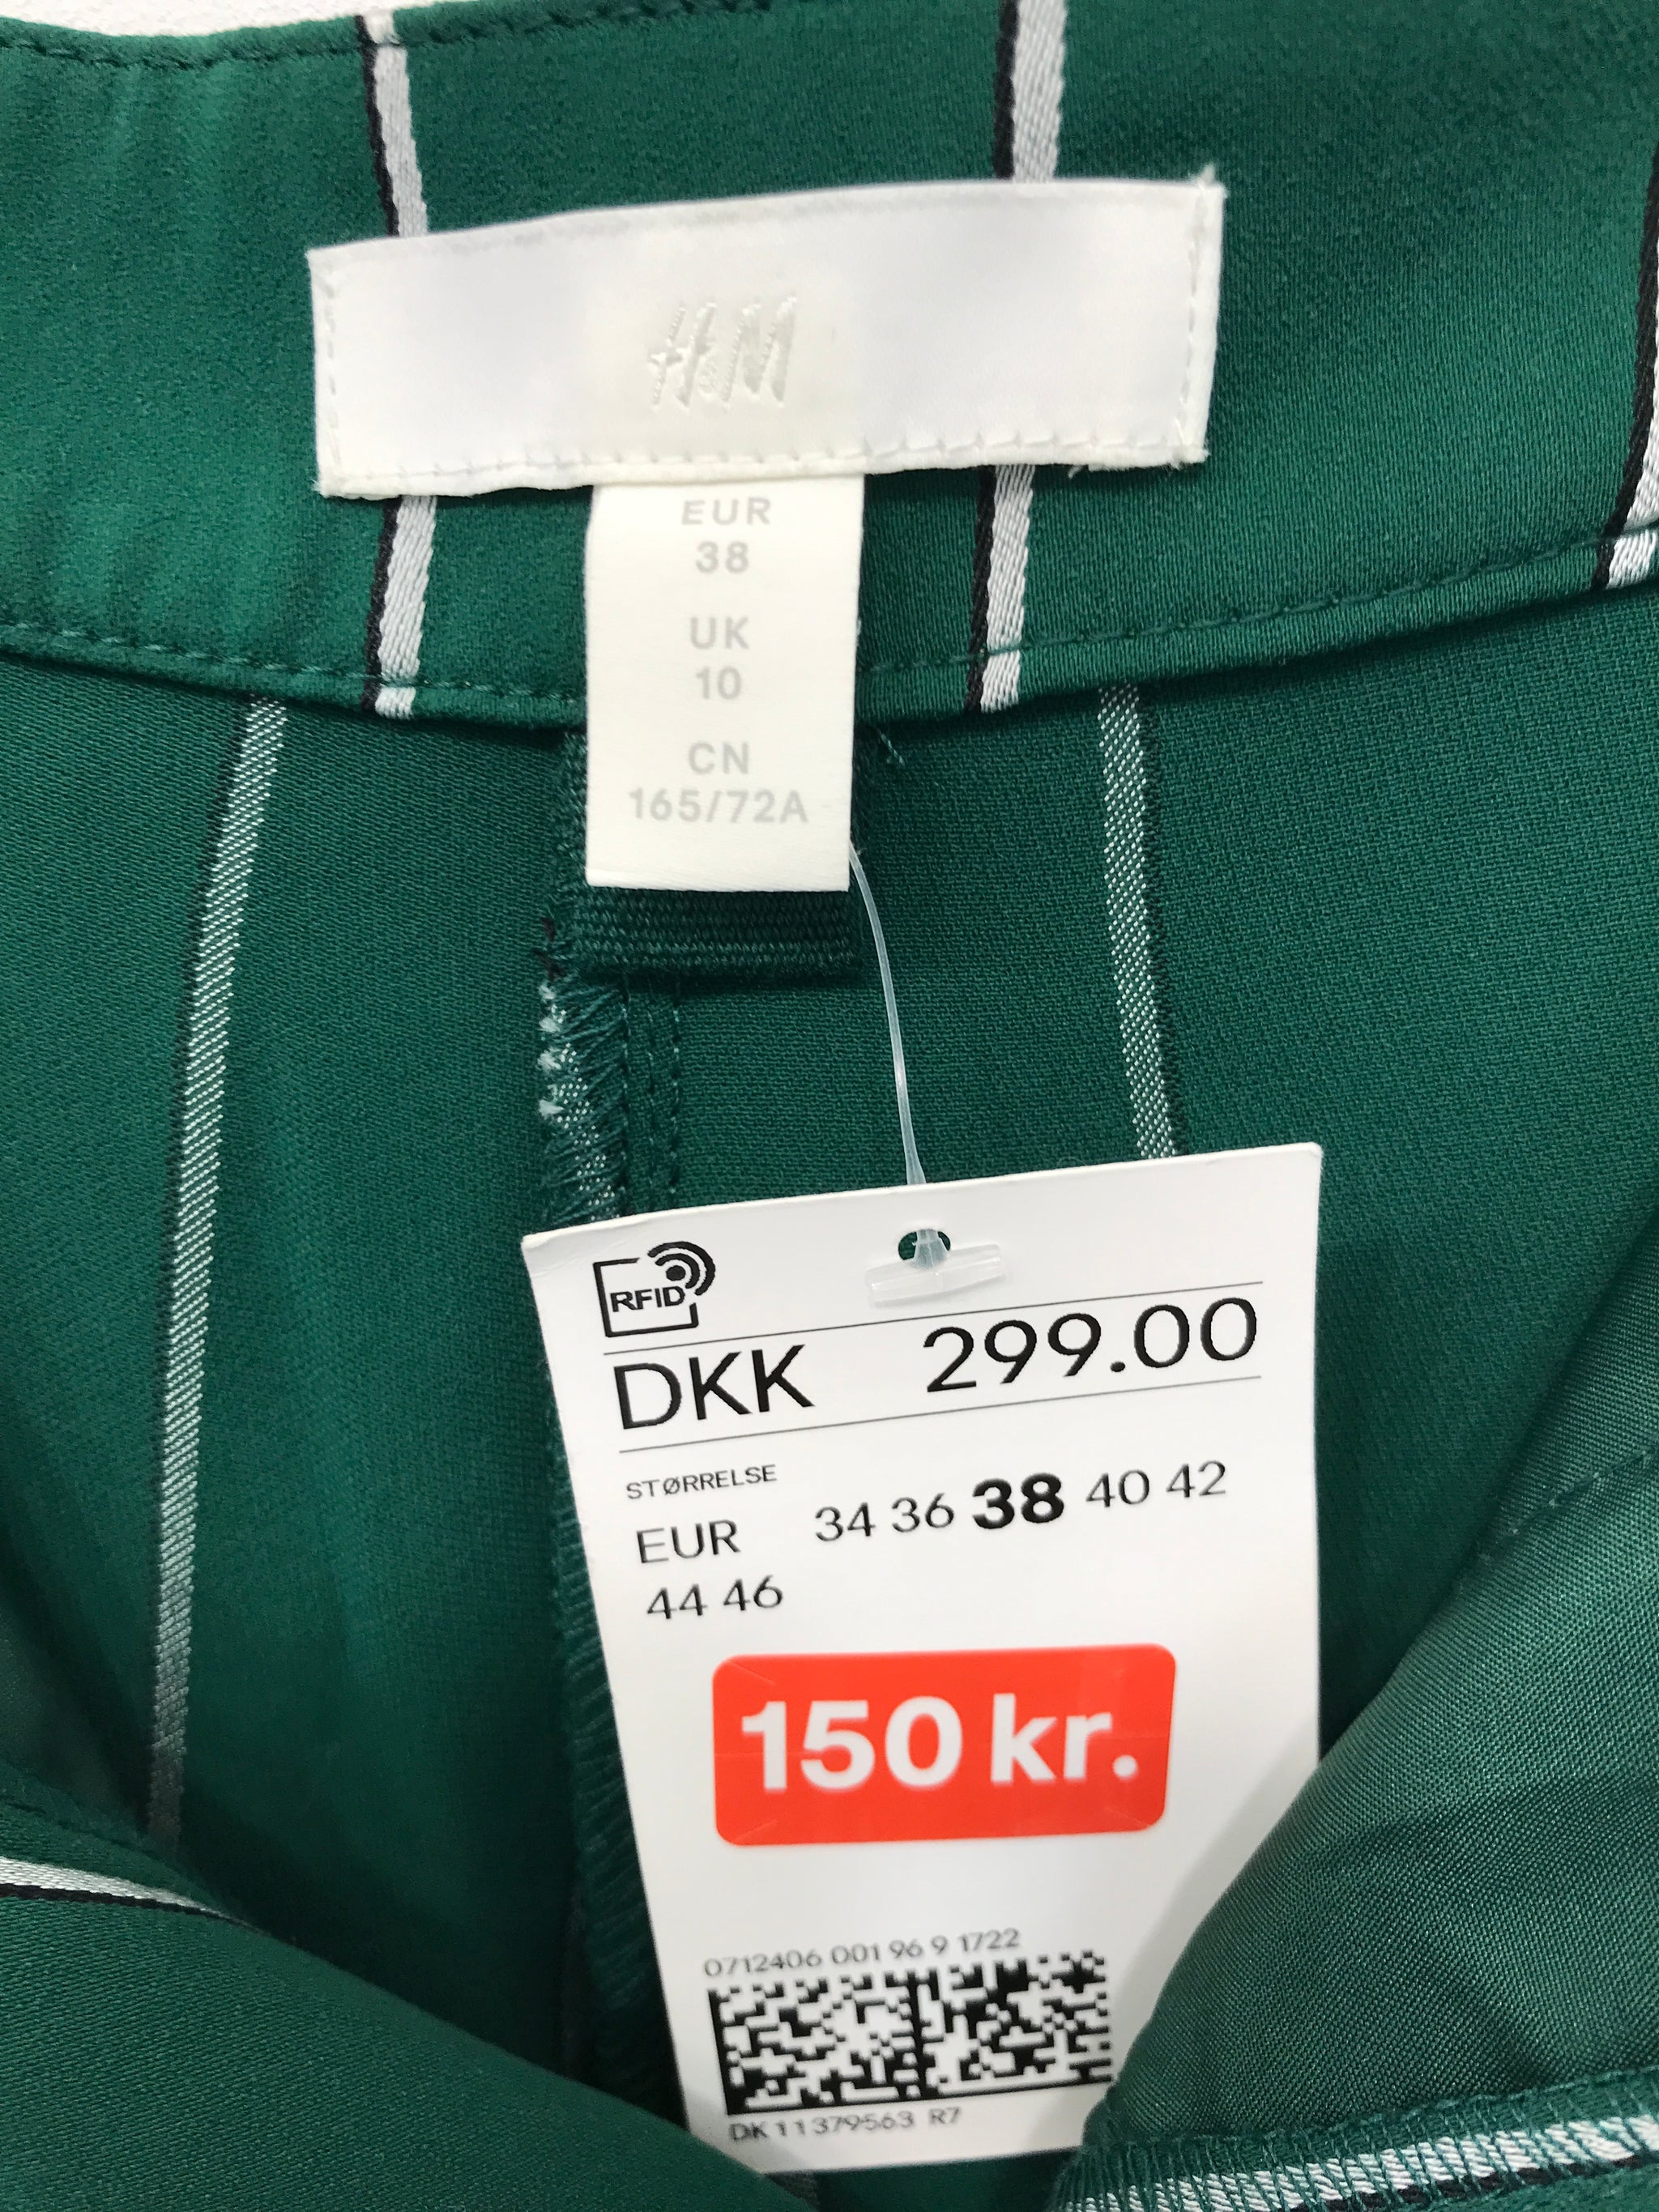 H&M
EUR
38
UK
10
CN
165/72A
RFID
DKK 299.00
STØRRELSE
EUR 34 36 38 40 42
44 46
150 kr.
0712406 001 96 9 1722
DK 11379563 R7